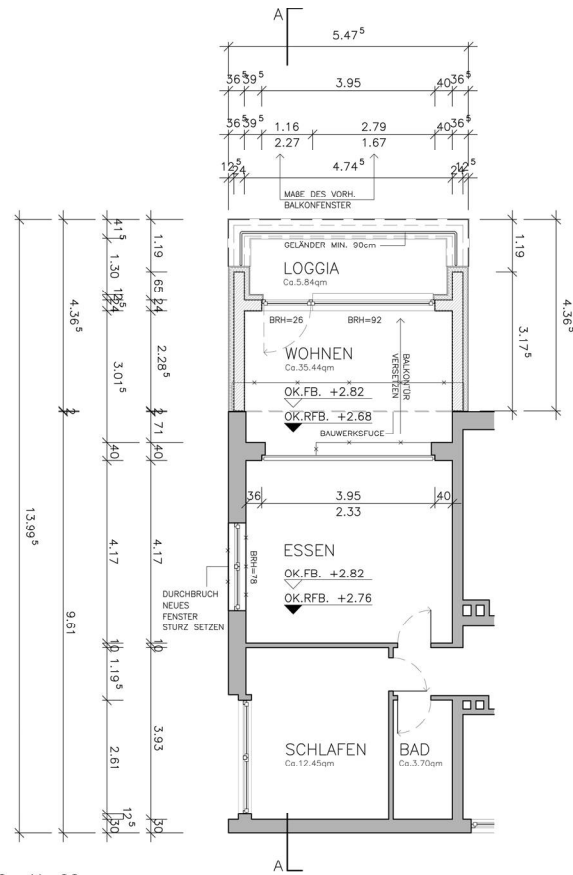 A
5.47⁵
36⁵ 39⁵ 3.95 40 36⁵
36⁵ 39⁵ 1.16 2.79 40 36⁵
2.27 1.67
12⁵ 24 4.74⁵ 24 12⁵
MAßE DES VORH.
BALKONFENSTER
GELÄNDER MIN. 90cm
LOGGIA
Ca.5.84qm
BRH=26 BRH=92
WOHNEN
Ca.35.44qm
BALKONTÜR
VERSETZEN
OK.FB. +2.82
OK.RFB. +2.68
BAUWERKSFUGE
36 3.95 40
2.33
ESSEN
BRH=78
OK.FB. +2.82
OK.RFB. +2.76
DURCHBRUCH
NEUES
FENSTER
STURZ SETZEN
SCHLAFEN
Ca.12.45qm
BAD
Ca.3.70qm
A
13.99⁵
4.36⁵
2
9.61
41⁵
1.30
12⁵
24
3.01⁵
40
4.17
10
1.19⁵
2.61
12⁵
30
1.19
65
24
2.28⁵
2
71
40
4.17
10
3.93
30
1.19
3.17⁵
4.36⁵